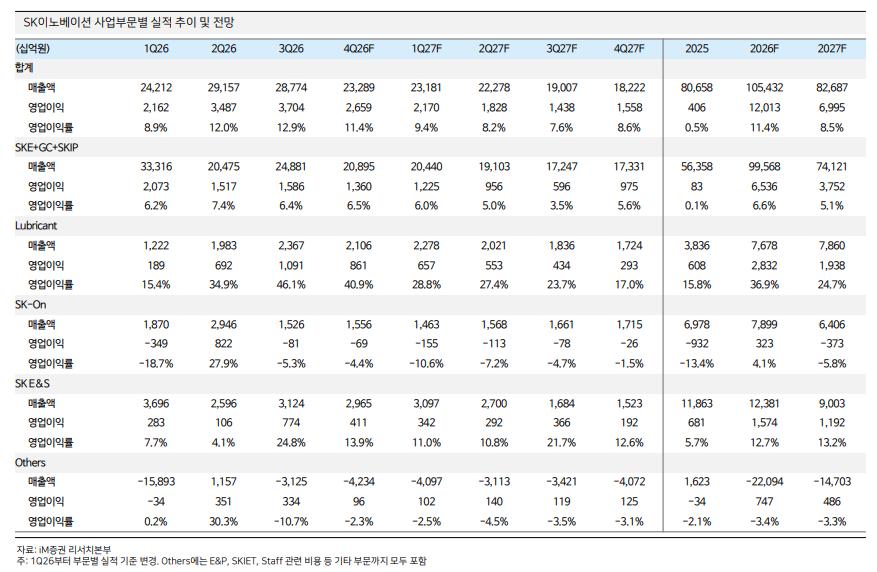 SK이노베이션 사업부문별 실적 추이 및 전망
(십억원) 1Q26 2Q26 3Q26 4Q26F 1Q27F 2Q27F 3Q27F 4Q27F 2025 2026F 2027F
합계
매출액 24,212 29,157 28,774 23,289 23,181 22,278 19,007 18,222 80,658 105,432 82,687
영업이익 2,162 3,487 3,704 2,659 2,170 1,828 1,438 1,558 406 12,013 6,995
영업이익률 8.9% 12.0% 12.9% 11.4% 9.4% 8.2% 7.6% 8.6% 0.5% 11.4% 8.5%
SKE+GC+SKIP
매출액 33,316 20,475 24,881 20,895 20,440 19,103 17,247 17,331 56,358 99,568 74,121
영업이익 2,073 1,517 1,586 1,360 1,225 956 596 975 83 6,536 3,752
영업이익률 6.2% 7.4% 6.4% 6.5% 6.0% 5.0% 3.5% 5.6% 0.1% 6.6% 5.1%
Lubricant
매출액 1,222 1,983 2,367 2,106 2,278 2,021 1,836 1,724 3,836 7,678 7,860
영업이익 189 692 1,091 861 657 553 434 293 608 2,832 1,938
영업이익률 15.4% 34.9% 46.1% 40.9% 28.8% 27.4% 23.7% 17.0% 15.8% 36.9% 24.7%
SK-On
매출액 1,870 2,946 1,526 1,556 1,463 1,568 1,661 1,715 6,978 7,899 6,406
영업이익 -349 822 -81 -69 -155 -113 -78 -26 -932 323 -373
영업이익률 -18.7% 27.9% -5.3% -4.4% -10.6% -7.2% -4.7% -1.5% -13.4% 4.1% -5.8%
SK E&S
매출액 3,696 2,596 3,124 2,965 3,097 2,700 1,684 1,523 11,863 12,381 9,003
영업이익 283 106 774 411 342 292 366 192 681 1,574 1,192
영업이익률 7.7% 4.1% 24.8% 13.9% 11.0% 10.8% 21.7% 12.6% 5.7% 12.7% 13.2%
Others
매출액 -15,893 1,157 -3,125 -4,234 -4,097 -3,113 -3,421 -4,072 1,623 -22,094 -14,703
영업이익 -34 351 334 96 102 140 119 125 -34 747 486
영업이익률 0.2% 30.3% -10.7% -2.3% -2.5% -4.5% -3.5% -3.1% -2.1% -3.4% -3.3%
자료: iM증권 리서치본부
주: 1Q26부터 부문별 실적 기준 변경. Others에는 E&P, SKIET, Staff 관련 비용 등 기타 부문까지 모두 포함